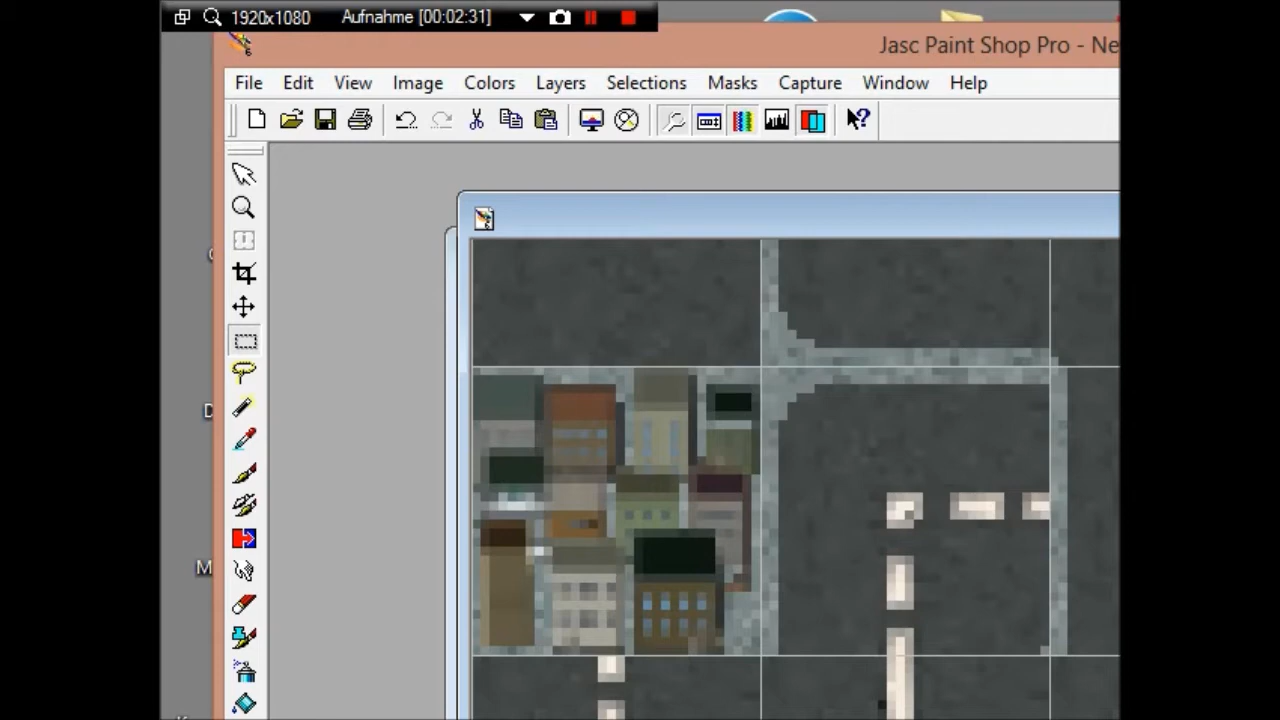 1920x1080 Aufnahme [00:02:31]
Jasc Paint Shop Pro - Ne
File Edit View Image Colors Layers Selections Masks Capture Window Help
D
M